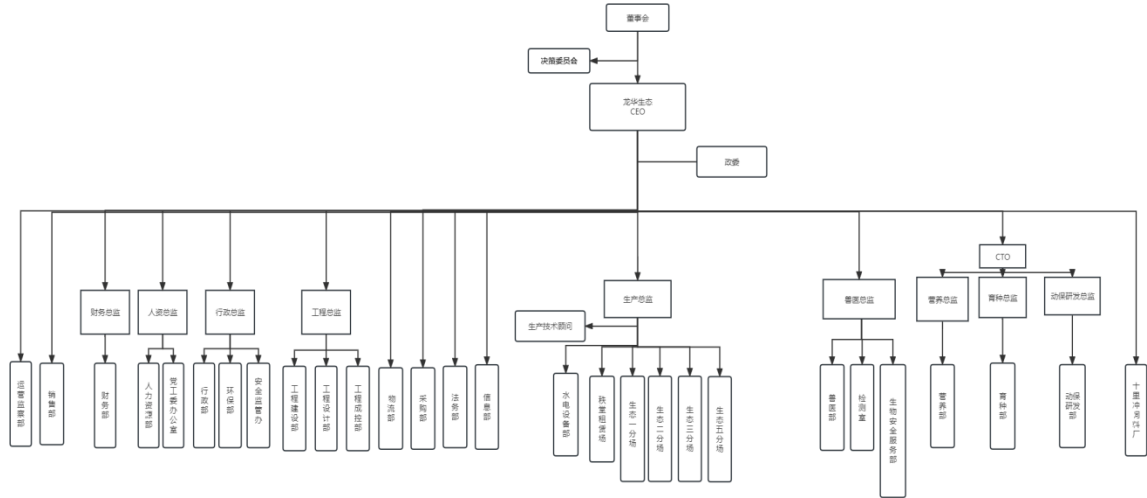 董事会
决策委员会
龙华生态
CEO
政委
CTO
财务总监
人资总监
行政总监
工程总监
生产总监
生产技术顾问
兽医总监
营养总监
育种总监
动保研发总监
运营监察部
销售部
财务部
人力资源部
党工委办公室
行政部
环保部
安全监管办
工程建设部
工程设计部
工程成控部
物流部
采购部
法务部
信息部
水电设备部
租赁场
生态一分场
生态二分场
生态三分场
生态五分场
兽医部
检测室
生物安全服务部
营养部
育种部
动保
研发
部
十里冲
厂